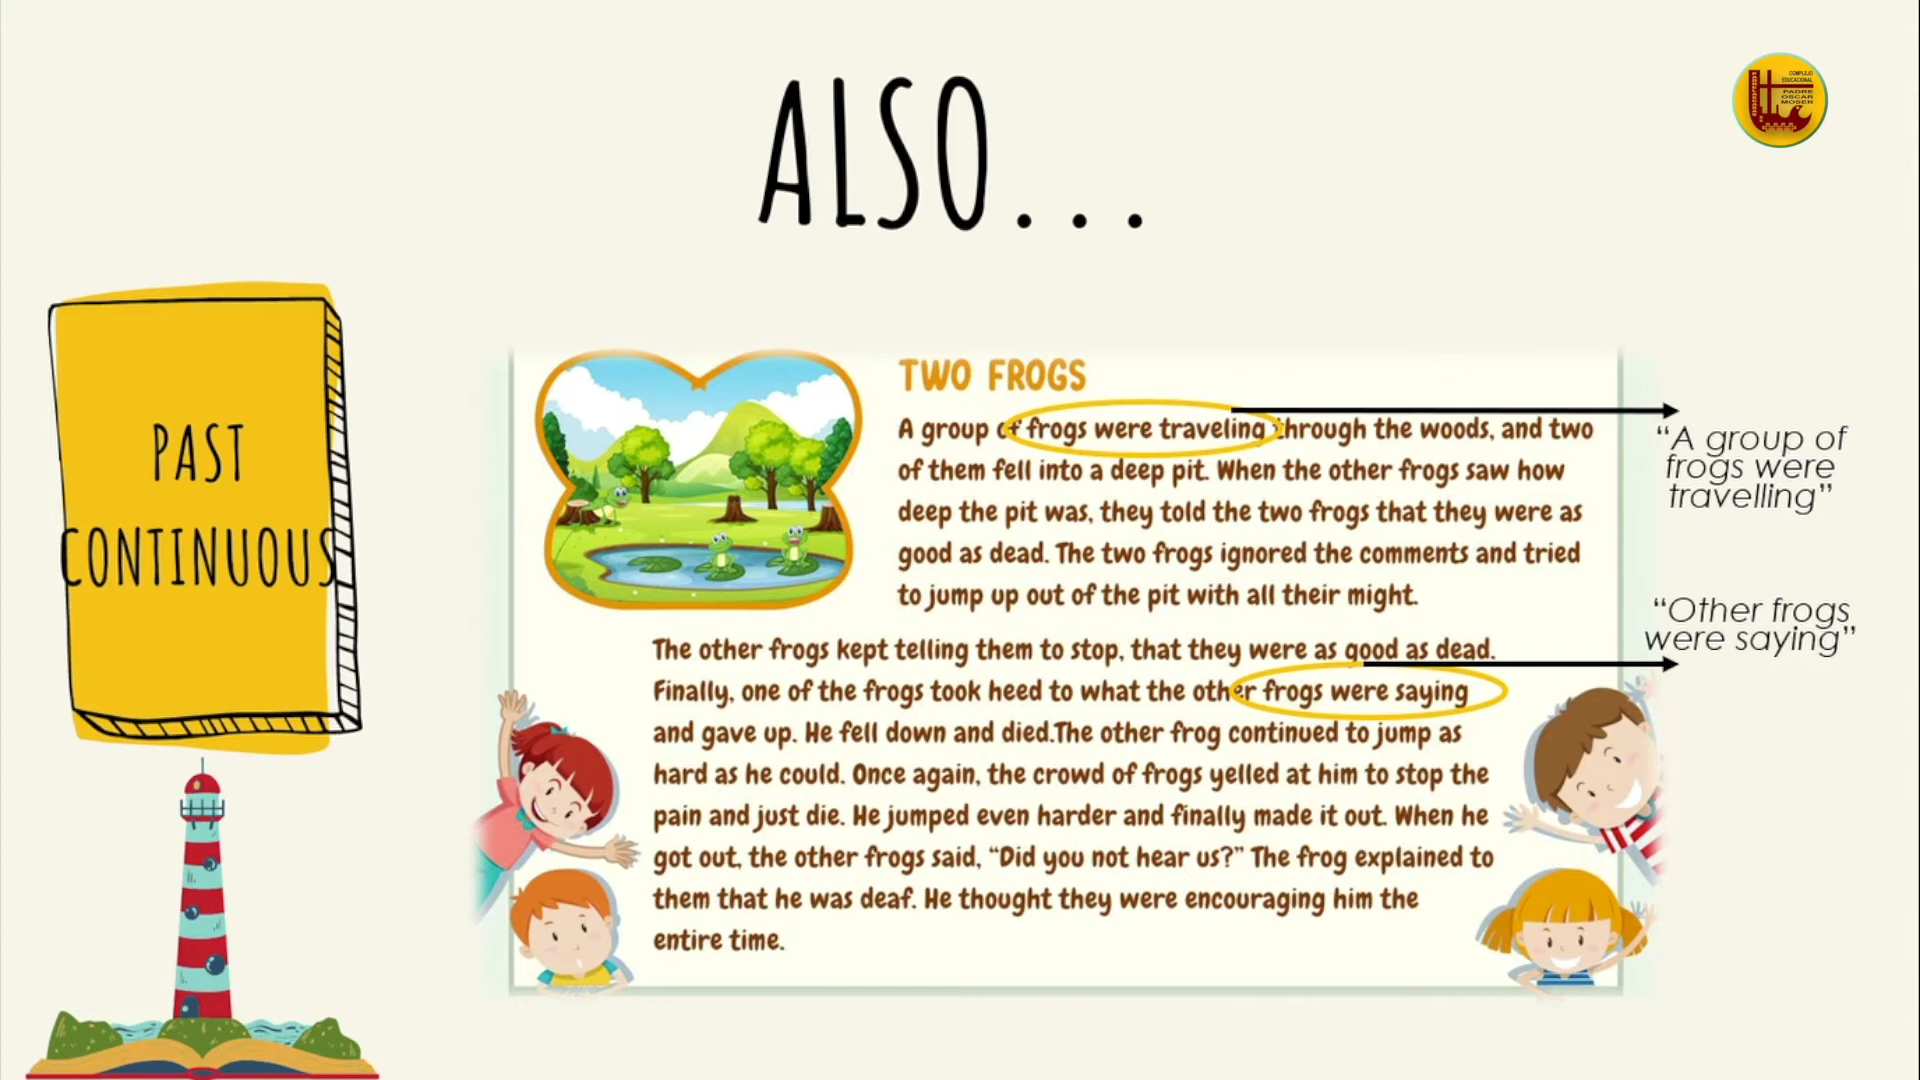 ALSO...
COMPLEJO
EDUCACIONAL
PADRE
OSCAR
MOSER
PAST
CONTINUOUS
TWO FROGS
A group of frogs were traveling through the woods, and two
of them fell into a deep pit. When the other frogs saw how
deep the pit was, they told the two frogs that they were as
good as dead. The two frogs ignored the comments and tried
to jump up out of the pit with all their might.
The other frogs kept telling them to stop, that they were as good as dead.
Finally, one of the frogs took heed to what the other frogs were saying
and gave up. He fell down and died.The other frog continued to jump as
hard as he could. Once again, the crowd of frogs yelled at him to stop the
pain and just die. He jumped even harder and finally made it out. When he
got out, the other frogs said, “Did you not hear us?” The frog explained to
them that he was deaf. He thought they were encouraging him the
entire time.
“A group of
frogs were
travelling”
“Other frogs
were saying”